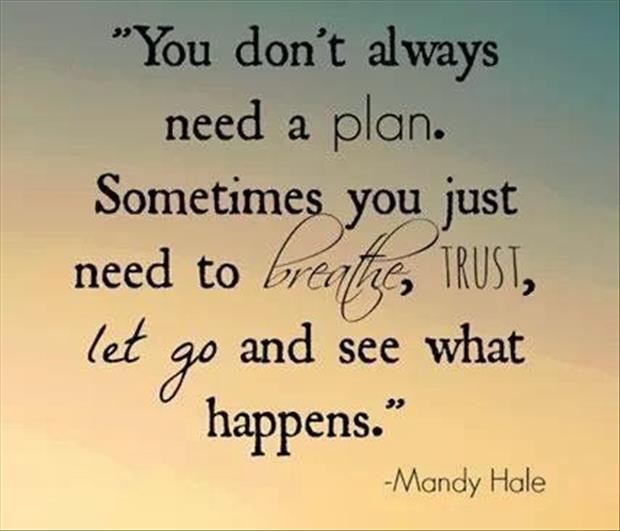 "You don't always
need a plan.
Sometimes you just
need to breathe, TRUST,
let go and see what
happens."
-Mandy Hale